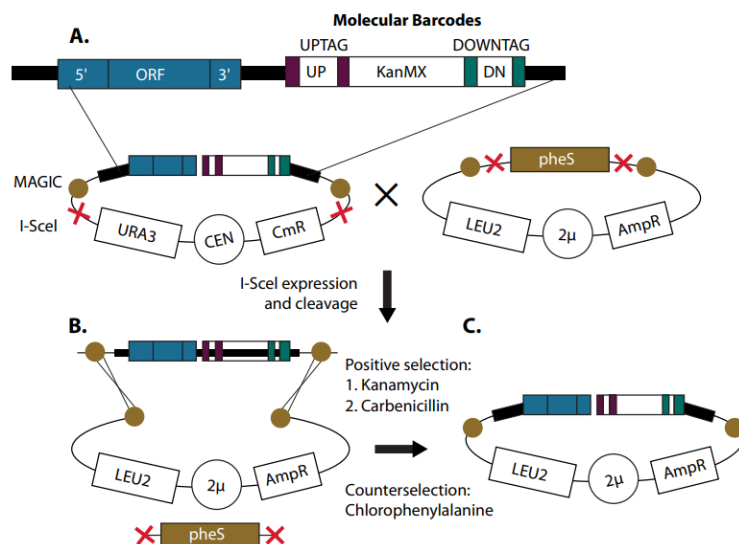 A.
Molecular Barcodes
UPTAG
DOWNTAG
5'
ORF
3'
UP
KanMX
DN
MAGIC
I-SceI
URA3
CEN
CmR
pheS
LEU2
2μ
AmpR
I-SceI expression
and cleavage
B.
Positive selection:
1. Kanamycin
2. Carbenicillin
Counterselection:
Chlorophenylalanine
LEU2
2μ
AmpR
pheS
C.
LEU2
2μ
AmpR